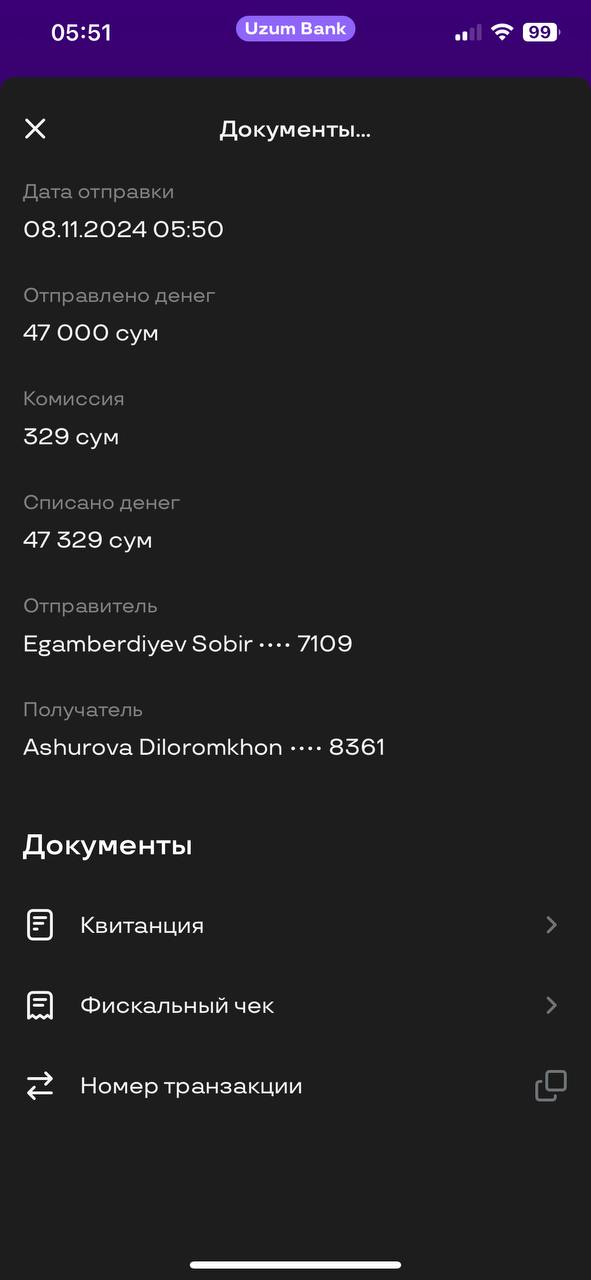 05:51
Uzum Bank
99
Документы...
Дата отправки
08.11.2024 05:50
Отправлено денег
47 000 сум
Комиссия
329 сум
Списано денег
47 329 сум
Отправитель
Egamberdiyev Sobir •••• 7109
Получатель
Ashurova Diloromkhon •••• 8361
Документы
Квитанция
Фискальный чек
Номер транзакции